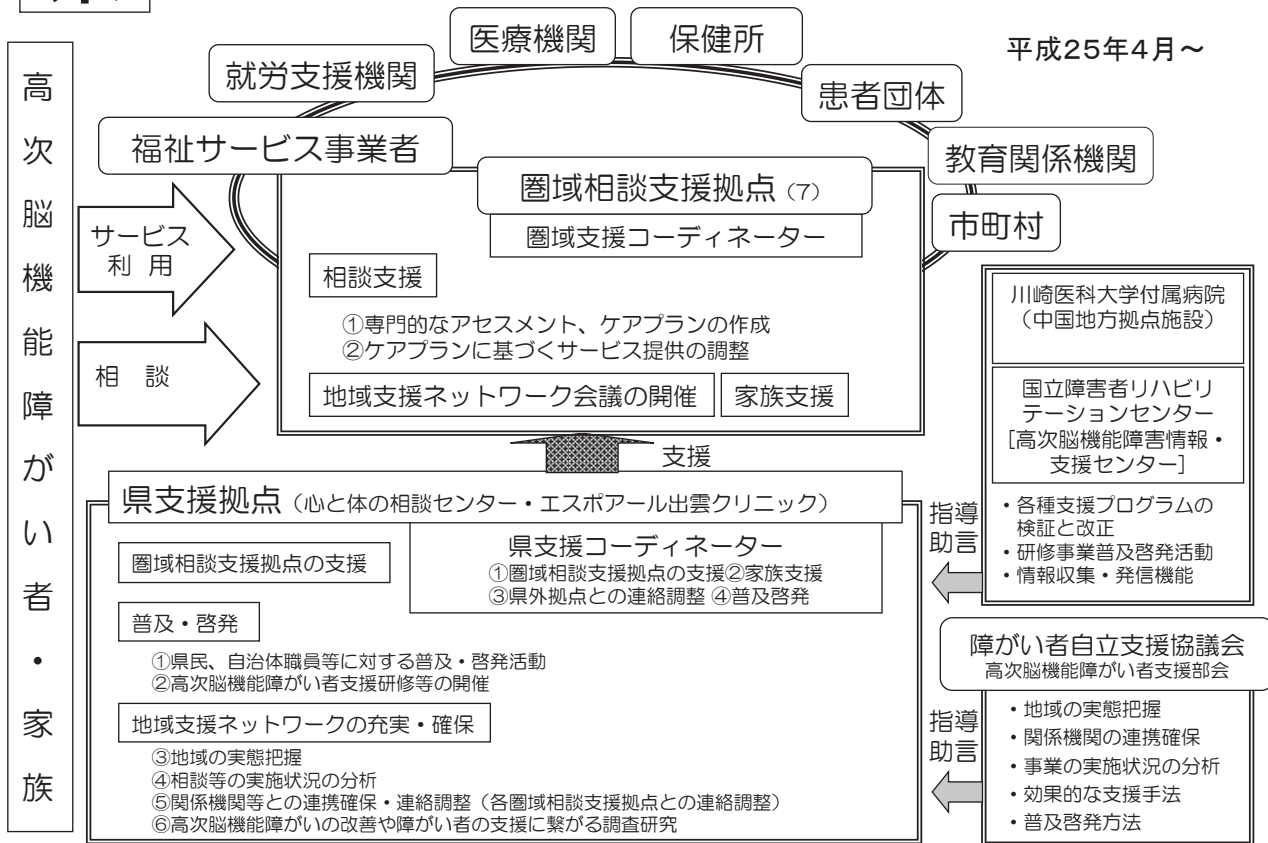 平成25年4月～
高次脳機能障がい者・家族
医療機関
保健所
就労支援機関
患者団体
福祉サービス事業者
教育関係機関
市町村
サービス
利 用
相 談
圏域相談支援拠点（7）
圏域支援コーディネーター
相談支援
①専門的なアセスメント、ケアプランの作成
②ケアプランに基づくサービス提供の調整
地域支援ネットワーク会議の開催
家族支援
支援
県支援拠点（心と体の相談センター・エスポアール出雲クリニック）
圏域相談支援拠点の支援
県支援コーディネーター
①圏域相談支援拠点の支援②家族支援
③県外拠点との連絡調整 ④普及啓発
普及・啓発
①県民、自治体職員等に対する普及・啓発活動
②高次脳機能障がい者支援研修等の開催
地域支援ネットワークの充実・確保
③地域の実態把握
④相談等の実施状況の分析
⑤関係機関等との連携確保・連絡調整（各圏域相談支援拠点との連絡調整）
⑥高次脳機能障がいの改善や障がい者の支援に繋がる調査研究
川崎医科大学付属病院
（中国地方拠点施設）
国立障害者リハビリ
テーションセンター
［高次脳機能障害情報・
支援センター］
・各種支援プログラムの
検証と改正
・研修事業普及啓発活動
・情報収集・発信機能
指導
助言
障がい者自立支援協議会
高次脳機能障がい者支援部会
・地域の実態把握
・関係機関の連携確保
・事業の実施状況の分析
・効果的な支援手法
・普及啓発方法
指導
助言